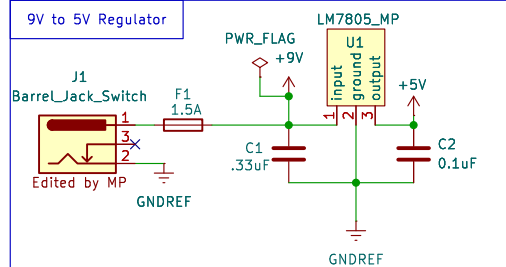 9V to 5V Regulator
LM7805_MP
PWR_FLAG
U1
+9V
input
ground
output
J1
Barrel_Jack_Switch
F1
1.5A
+5V
1
3
2
1
2
3
C1
.33uF
C2
0.1uF
Edited by MP
GNDREF
GNDREF